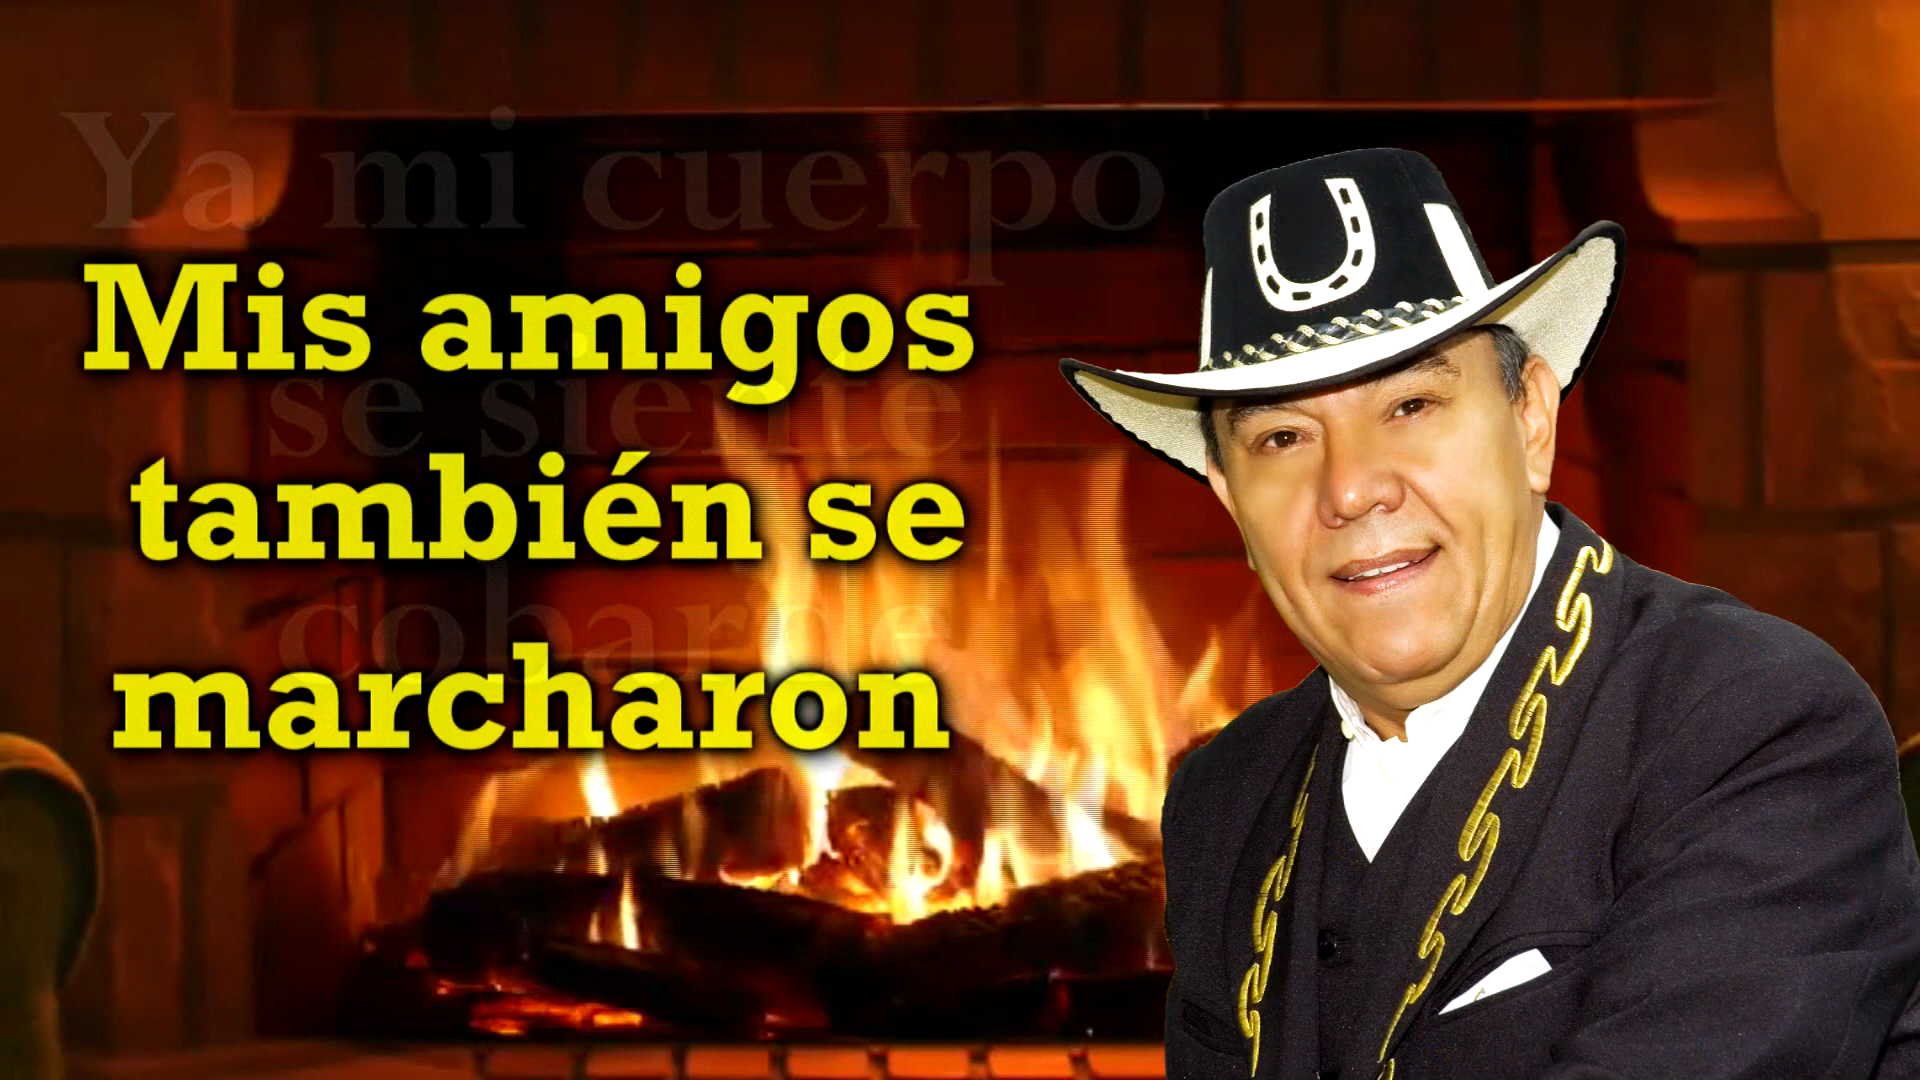 Ya mi cuerpo
Mis amigos
se siente
también se
cobarde
marcharon